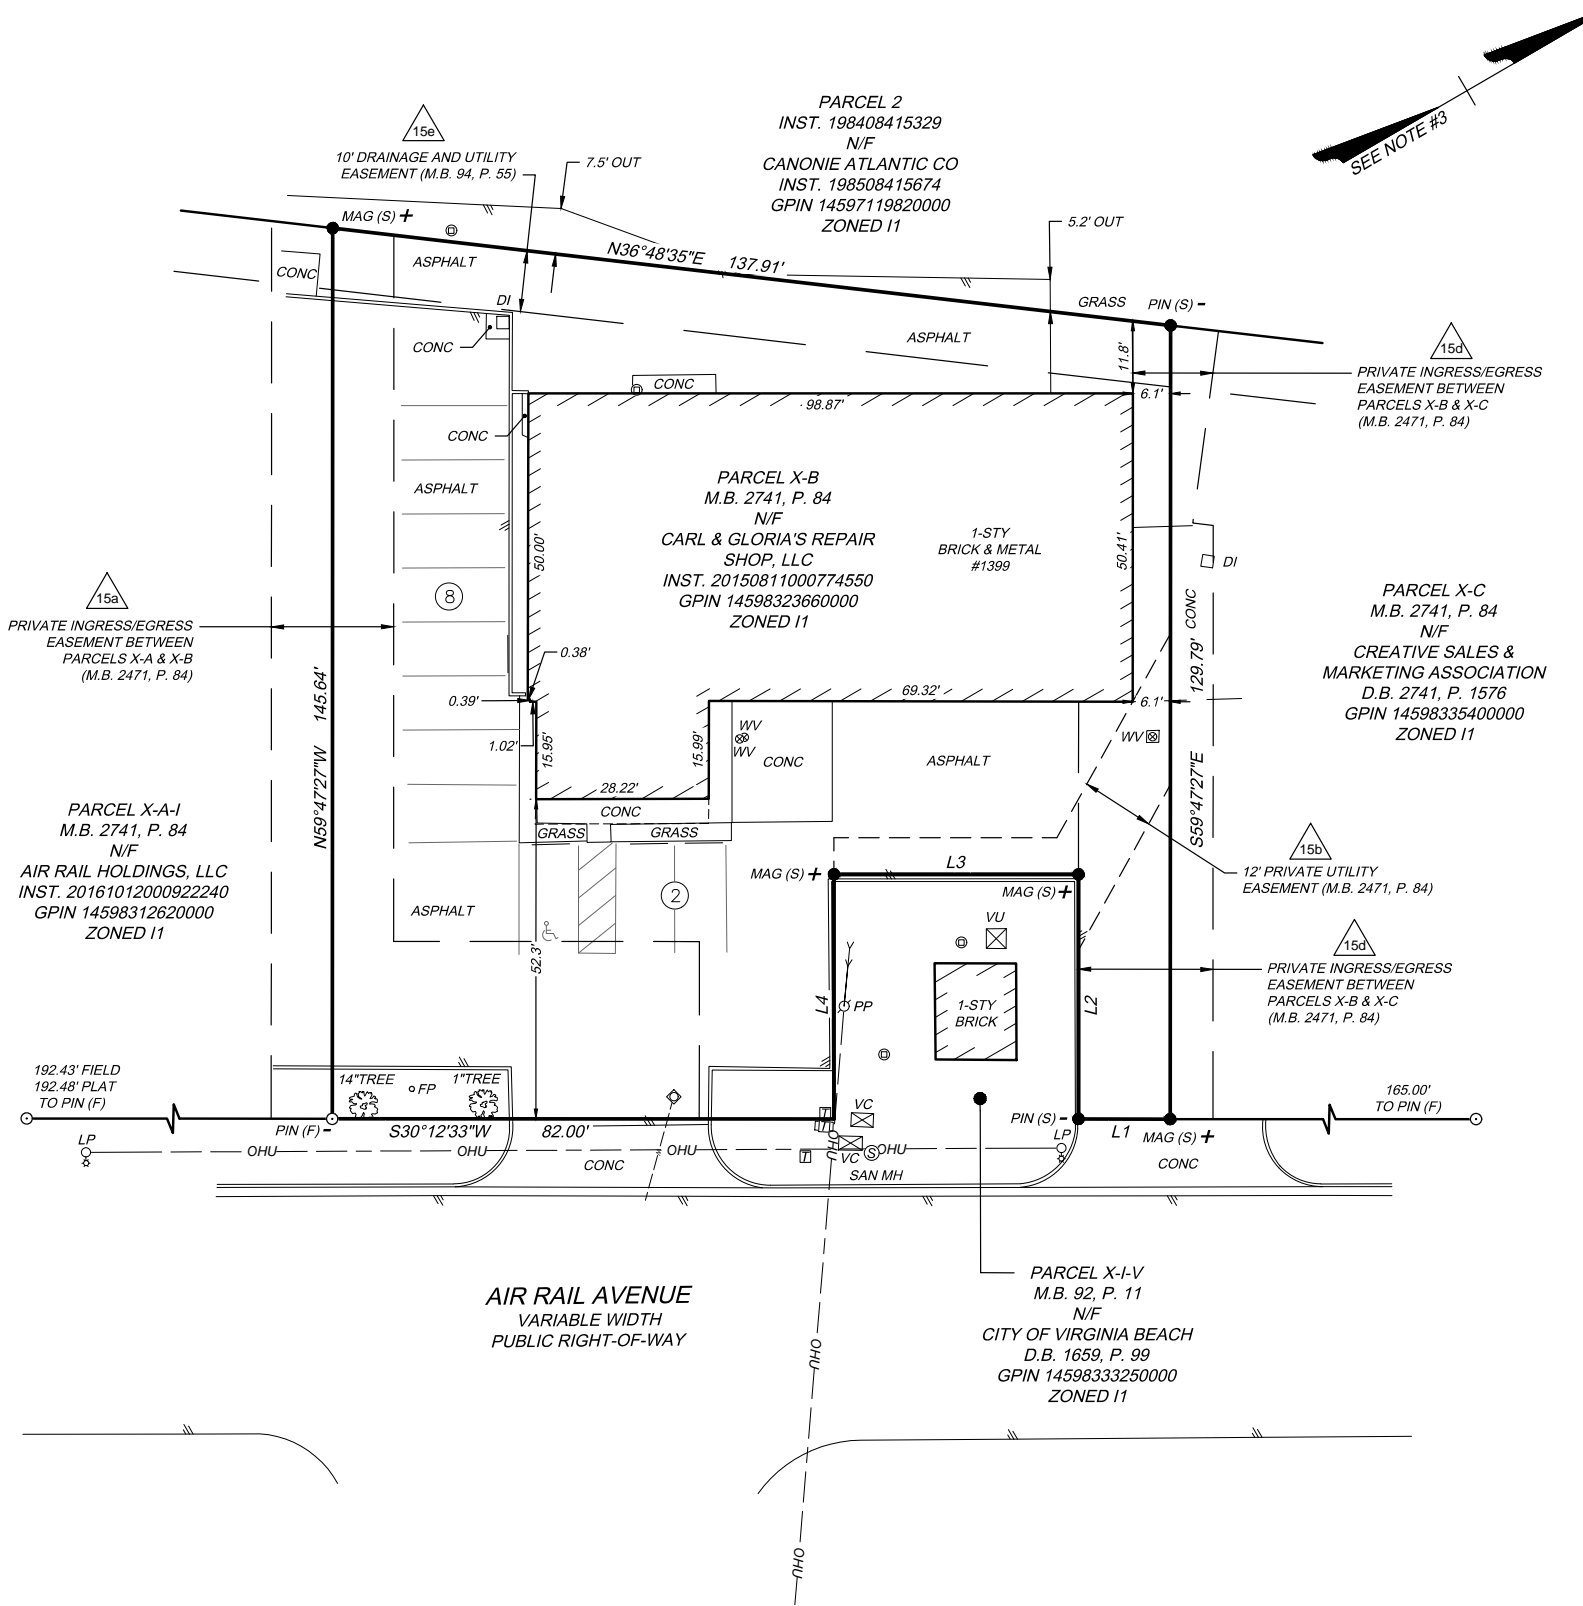 SEE NOTE #3
PARCEL 2
INST. 198408415329
N/F
CANONIE ATLANTIC CO
INST. 198508415674
GPIN 14597119820000
ZONED I1
15e
10' DRAINAGE AND UTILITY
EASEMENT (M.B. 94, P. 55)
7.5' OUT
5.2' OUT
MAG (S)
N36°48'35"E 137.91'
GRASS
PIN (S)
CONC
ASPHALT
DI
CONC
ASPHALT
11.8'
6.1'
15d
PRIVATE INGRESS/EGRESS
EASEMENT BETWEEN
PARCELS X-B & X-C
(M.B. 2471, P. 84)
CONC
98.87'
CONC
ASPHALT
50.00'
PARCEL X-B
M.B. 2741, P. 84
N/F
CARL & GLORIA'S REPAIR
SHOP, LLC
INST. 20150811000774550
GPIN 14598323660000
ZONED I1
1-STY
BRICK & METAL
#1399
50.41'
DI
CONC
8
15a
PRIVATE INGRESS/EGRESS
EASEMENT BETWEEN
PARCELS X-A & X-B
(M.B. 2471, P. 84)
N59°47'27"W 145.64'
PARCEL X-C
M.B. 2741, P. 84
N/F
CREATIVE SALES &
MARKETING ASSOCIATION
D.B. 2741, P. 1576
GPIN 14598335400000
ZONED I1
S59°47'27"E 129.79'
0.38'
0.39'
1.02'
69.32'
6.1'
15.95'
15.99'
28.22'
WV
WV
CONC
ASPHALT
WV
CONC
GRASS
GRASS
PARCEL X-A-I
M.B. 2741, P. 84
N/F
AIR RAIL HOLDINGS, LLC
INST. 20161012000922240
GPIN 14598312620000
ZONED I1
15b
12' PRIVATE UTILITY
EASEMENT (M.B. 2471, P. 84)
MAG (S)
L3
MAG (S)
2
ASPHALT
52.3'
VU
L4
PP
1-STY
BRICK
L2
15d
PRIVATE INGRESS/EGRESS
EASEMENT BETWEEN
PARCELS X-B & X-C
(M.B. 2471, P. 84)
192.43' FIELD
192.48' PLAT
TO PIN (F)
14"TREE
FP
1"TREE
165.00'
TO PIN (F)
PIN (F)
S30°12'33"W 82.00'
T
T
VC
PIN (S)
LP
L1
MAG (S)
LP
OHU
OHU
OHU
OHU
T
VC
S
OHU
CONC
SAN MH
CONC
AIR RAIL AVENUE
VARIABLE WIDTH
PUBLIC RIGHT-OF-WAY
PARCEL X-I-V
M.B. 92, P. 11
N/F
CITY OF VIRGINIA BEACH
D.B. 1659, P. 99
GPIN 14598333250000
ZONED I1
OHU
OHU